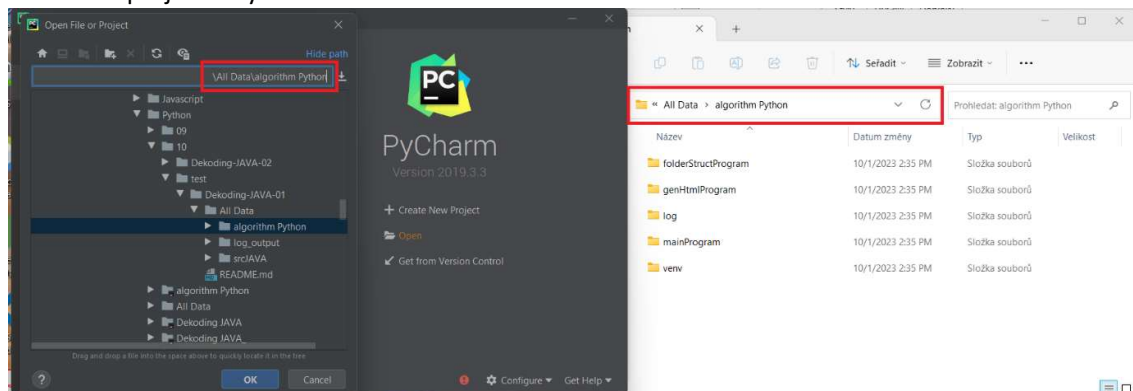 Open File or Project
Hide path
\All Data\algorithm Python
Javascript
Python
09
10
Dekoding-JAVA-02
test
Dekoding-JAVA-01
All Data
algorithm Python
log_output
srcJAVA
README.md
algorithm Python
All Data
Dekoding JAVA
Dekoding JAVA_
Drag and drop a file into the space above to quickly locate it in the tree
?
OK
Cancel
PC
PyCharm
Version 2019.3.3
+ Create New Project
Open
Get from Version Control
Configure
Get Help
Seřadit
Zobrazit
« All Data > algorithm Python
Prohledat: algorithm Python
Název Datum změny Typ Velikost
folderStructProgram 10/1/2023 2:35 PM Složka souborů
genHtmlProgram 10/1/2023 2:35 PM Složka souborů
log 10/1/2023 2:35 PM Složka souborů
mainProgram 10/1/2023 2:35 PM Složka souborů
venv 10/1/2023 2:35 PM Složka souborů